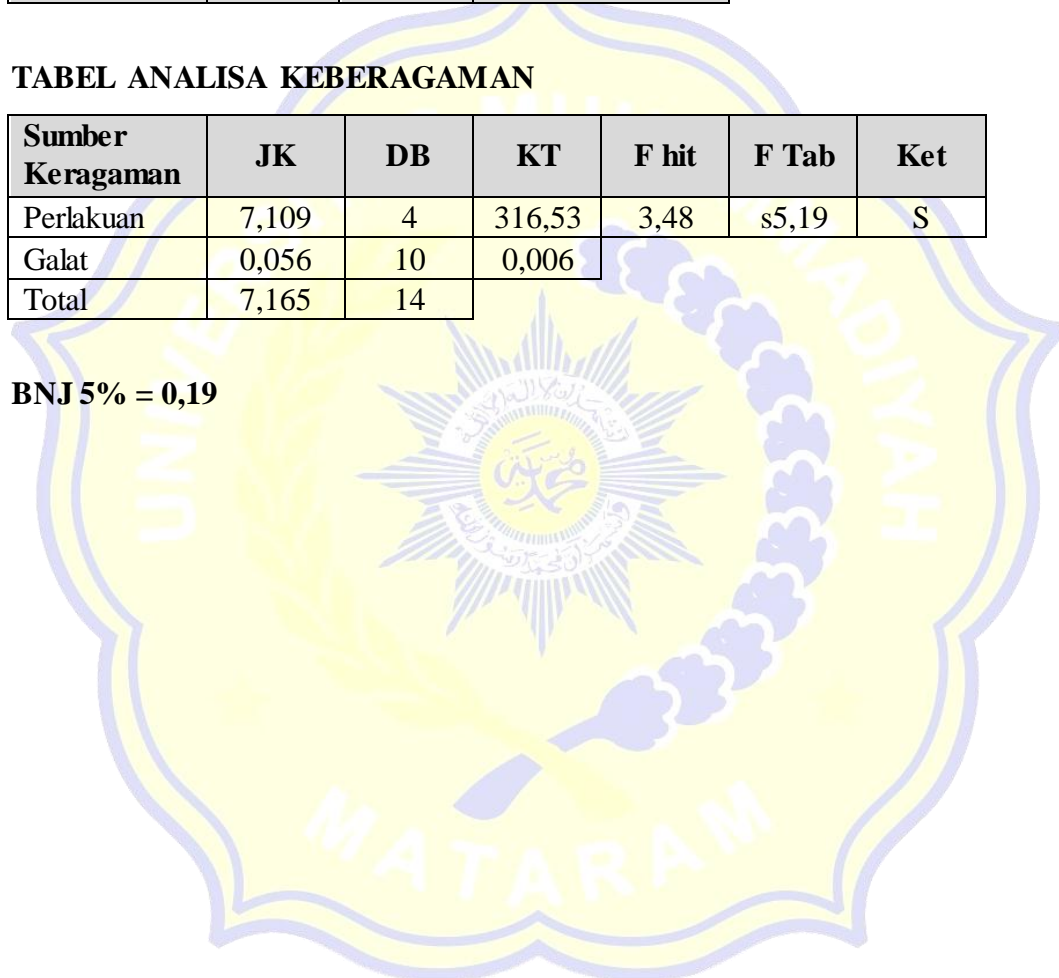 TABEL ANALISA KEBERAGAMAN
Sumber Keragaman JK DB KT F hit F Tab Ket
Perlakuan 7,109 4 316,53 3,48 s5,19 S
Galat 0,056 10 0,006
Total 7,165 14
BNJ 5% = 0,19
MATARAM